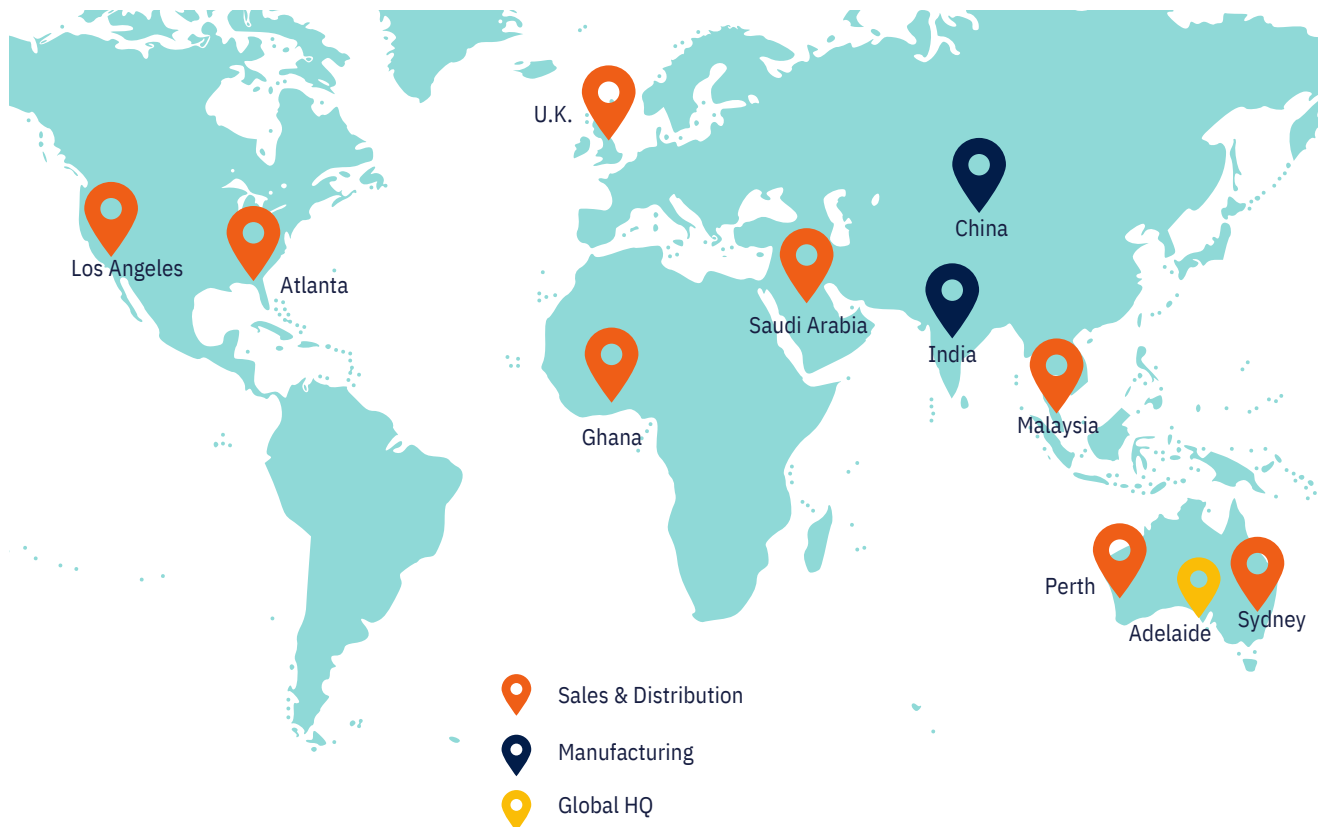 U.K.
China
Los Angeles
Atlanta
Saudi Arabia
India
Malaysia
Ghana
Perth
Sydney
Adelaide
Sales & Distribution
Manufacturing
Global HQ